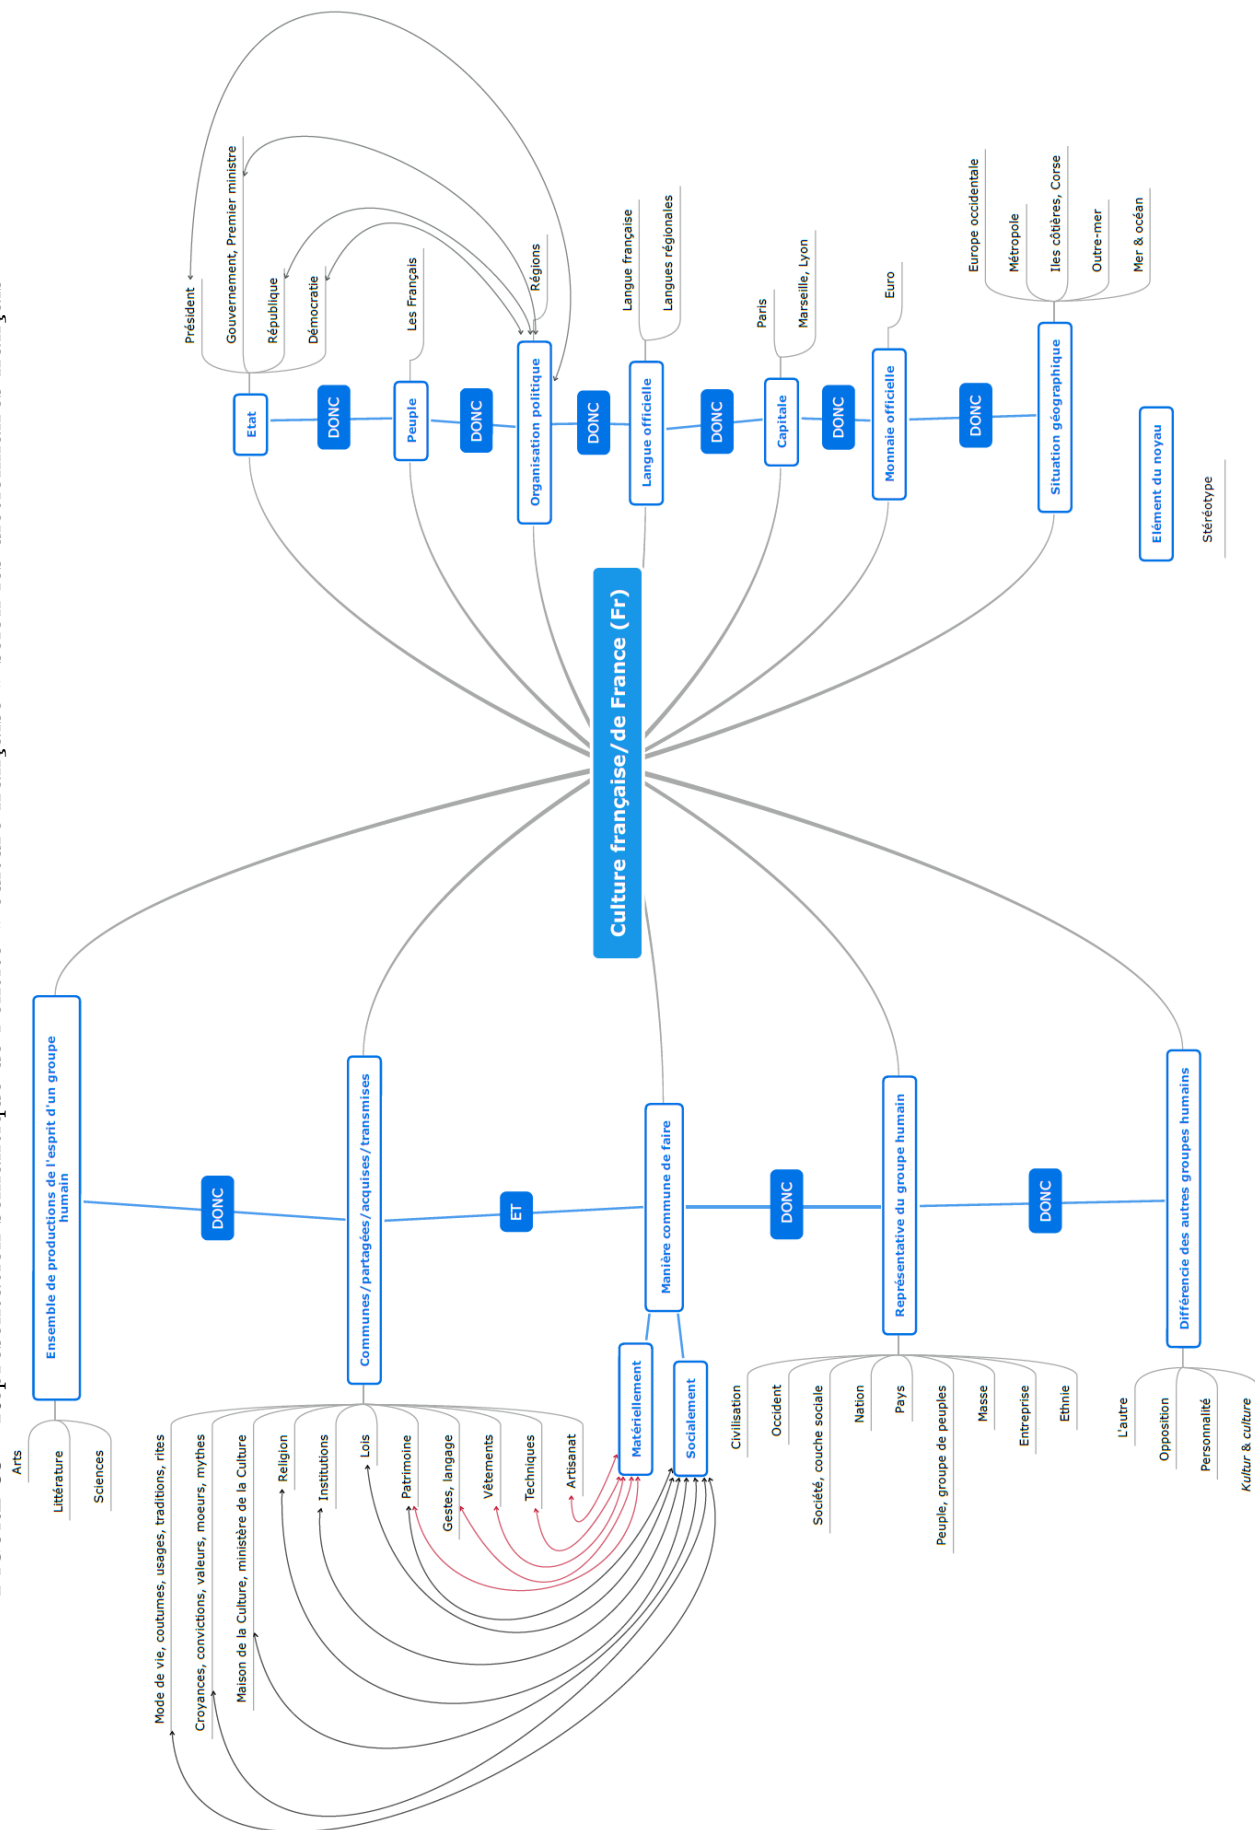 Arts
Littérature
Sciences
Ensemble de productions de l'esprit d'un groupe
humain
DONC
Mode de vie, coutumes, usages, traditions, rites
Croyances, convictions, valeurs, moeurs, mythes
Maison de la Culture, ministère de la Culture
Religion
Institutions
Lois
Patrimoine
Gestes, langage
Vêtements
Techniques
Artisanat
Communes/partagées/acquises/transmises
ET
Matériellement
Socialement
Manière commune de faire
DONC
Civilisation
Occident
Société, couche sociale
Nation
Pays
Peuple, groupe de peuples
Masse
Entreprise
Ethnie
Représentative du groupe humain
DONC
L'autre
Opposition
Personnalité
Kultur & culture
Différencie des autres groupes humains
Culture française/de France (Fr)
Etat
Président
Gouvernement, Premier ministre
République
Démocratie
DONC
Peuple
Les Français
DONC
Organisation politique
Régions
DONC
Langue officielle
Langue française
Langues régionales
DONC
Capitale
Paris
Marseille, Lyon
DONC
Monnaie officielle
Euro
DONC
Situation géographique
Europe occidentale
Métropole
Iles côtières, Corse
Outre-mer
Mer & océan
Elément du noyau
Stéréotype